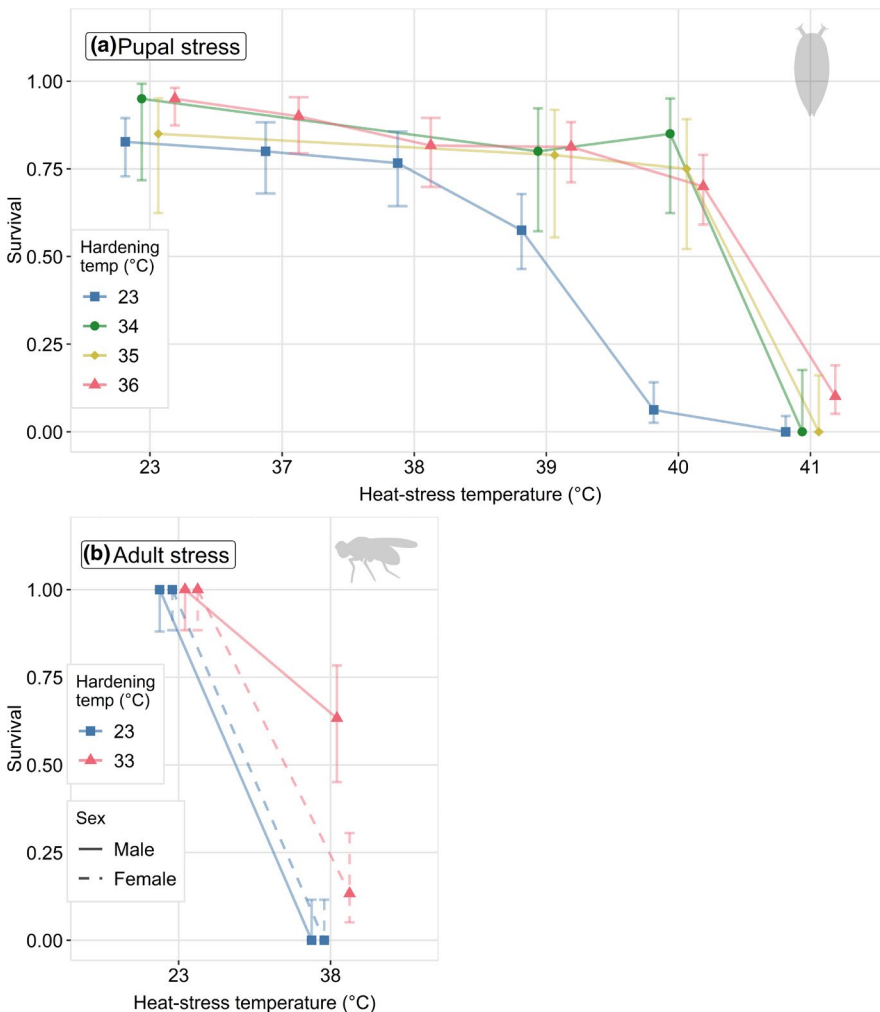 (a) Pupal stress
1.00
0.75
0.50
0.25
0.00
Survival
Hardening
temp (°C)
23
34
35
36
23 37 38 39 40 41
Heat-stress temperature (°C)
(b) Adult stress
1.00
0.75
0.50
0.25
0.00
Survival
Hardening
temp (°C)
23
33
Sex
Male
Female
23 38
Heat-stress temperature (°C)